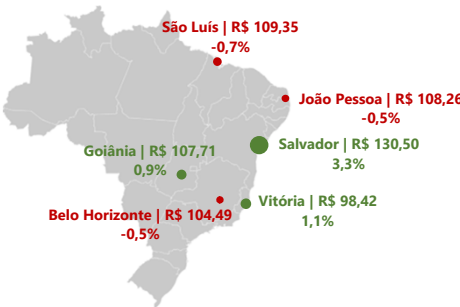 São Luís | R$ 109,35
-0,7%
João Pessoa | R$ 108,26
-0,5%
Salvador | R$ 130,50
3,3%
Goiânia | R$ 107,71
0,9%
Vitória | R$ 98,42
1,1%
Belo Horizonte | R$ 104,49
-0,5%